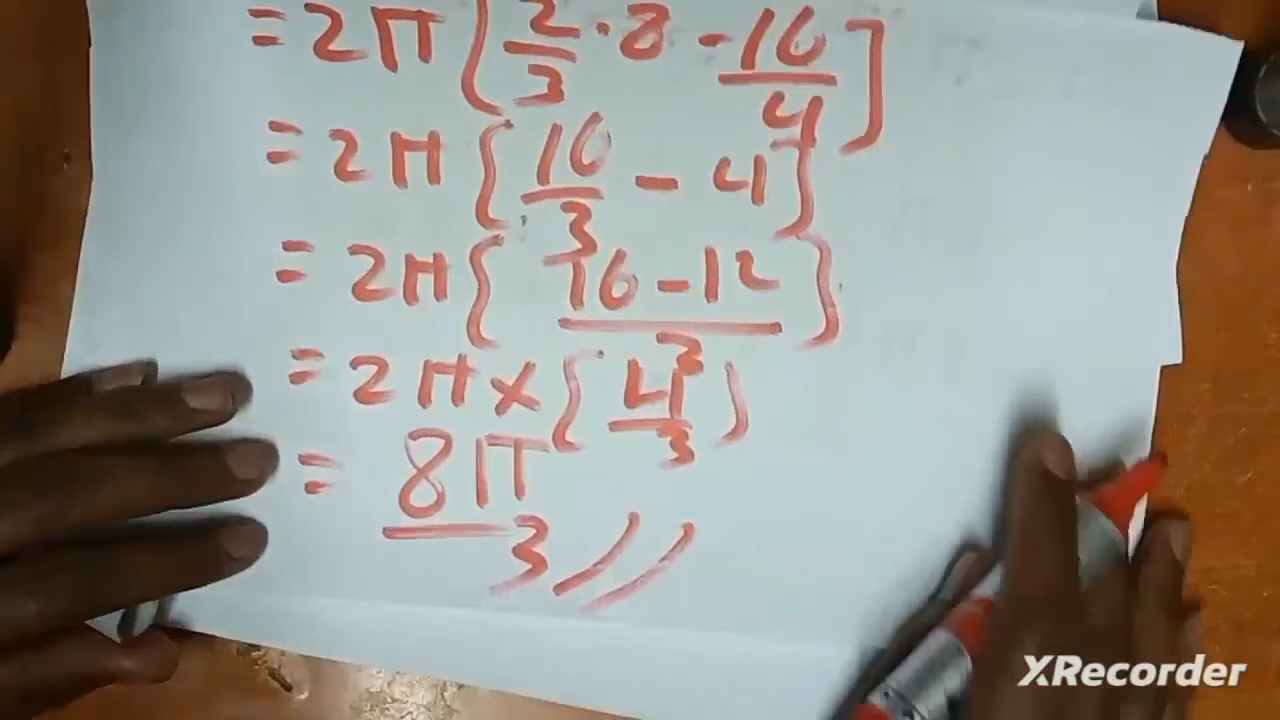 = 2π[2/3 · 8 - 16/4]
= 2π{16/3 - 4}
= 2π{16-12/3}
= 2π×{4/3)
= 8π/3 //
XRecorder